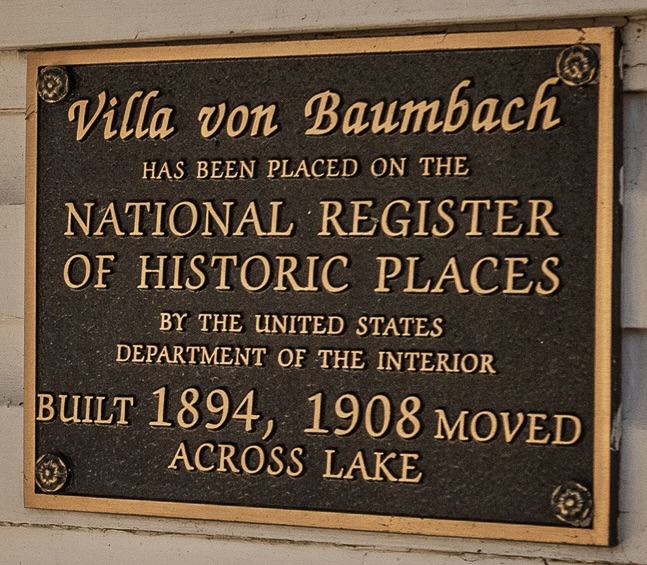 Villa von Baumbach
HAS BEEN PLACED ON THE
NATIONAL REGISTER
OF HISTORIC PLACES
BY THE UNITED STATES
DEPARTMENT OF THE INTERIOR
BUILT 1894, 1908 MOVED
ACROSS LAKE